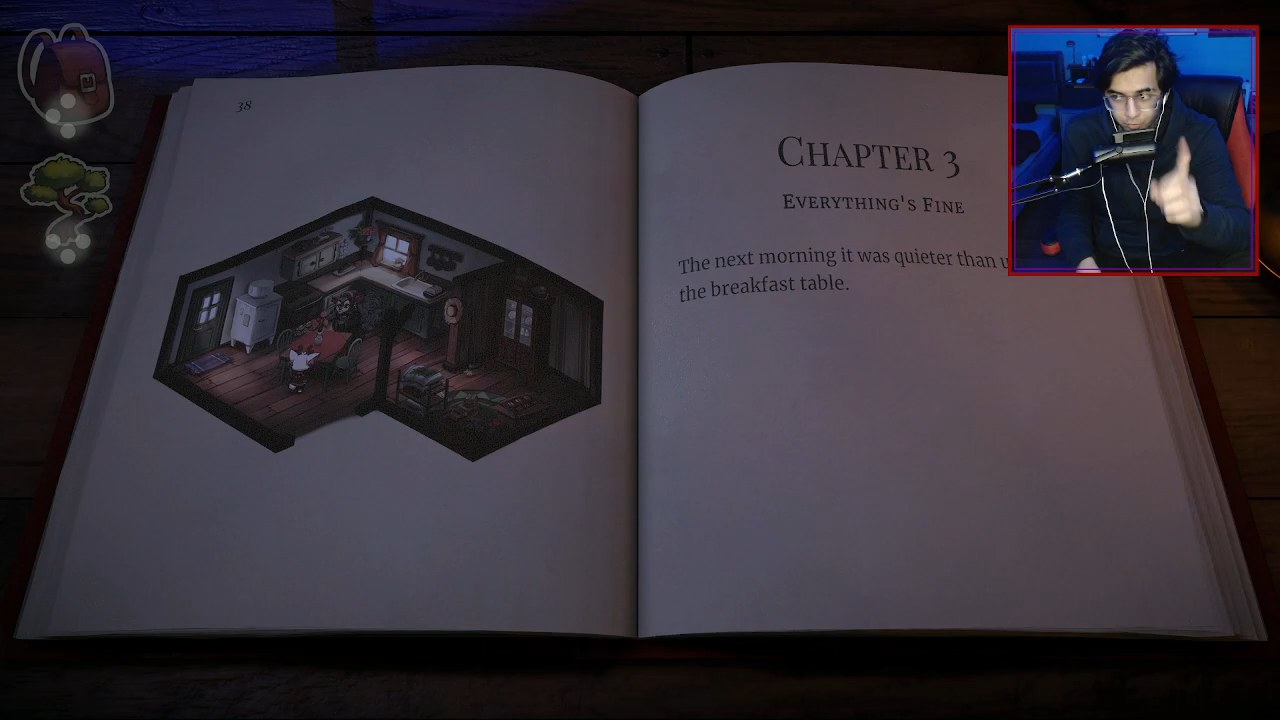 38
Chapter 3
Everything's Fine
The next morning it was quieter than
the breakfast table.